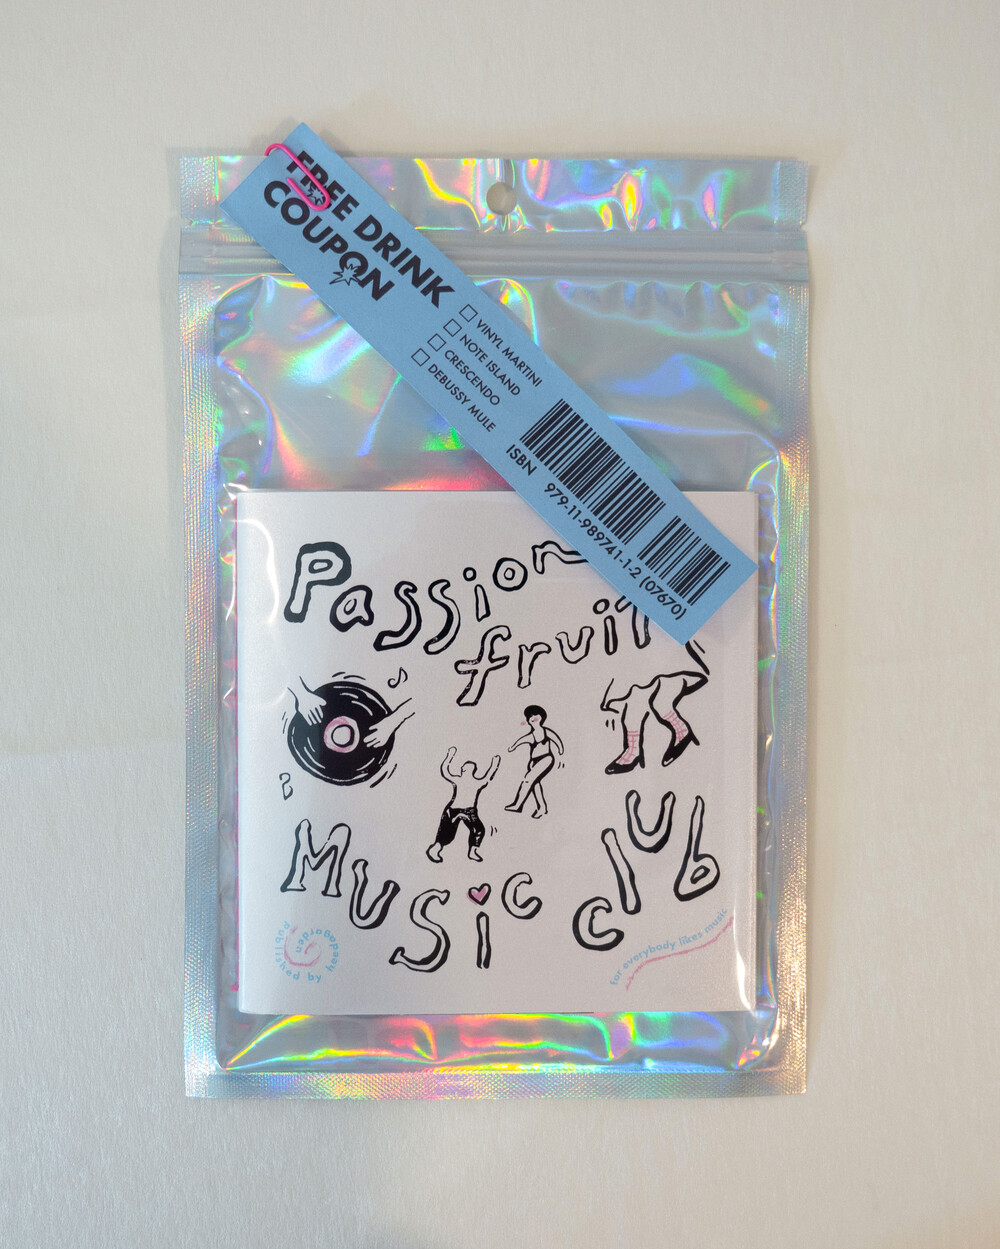 FREE DRINK
COUPON
VINYL MARTINI
NOTE ISLAND
CRESCENDO
DEBUSSY MULE
ISBN 979-11-989741-1-2 (07670)
Passion
fruit
Music club
published by heedagarden
for everybody likes music